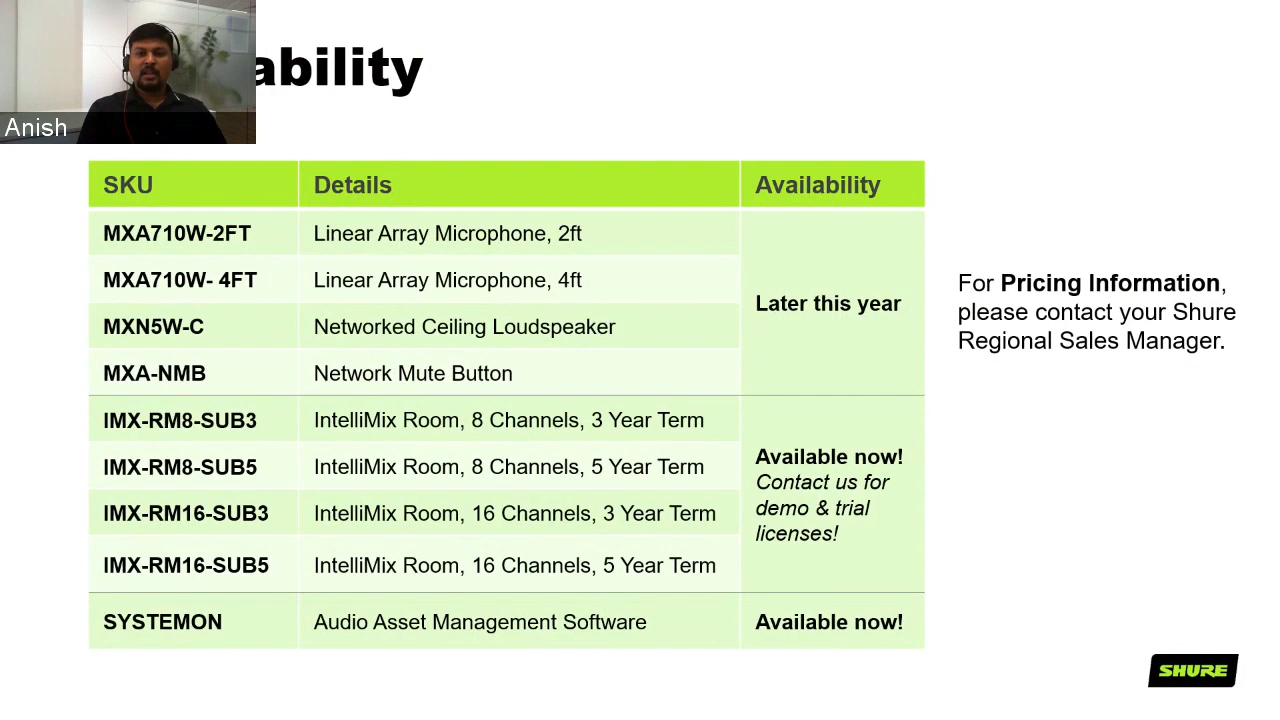 ability
Anish
SKU Details Availability
MXA710W-2FT Linear Array Microphone, 2ft
MXA710W- 4FT Linear Array Microphone, 4ft
Later this year
MXN5W-C Networked Ceiling Loudspeaker
MXA-NMB Network Mute Button
IMX-RM8-SUB3 IntelliMix Room, 8 Channels, 3 Year Term
IMX-RM8-SUB5 IntelliMix Room, 8 Channels, 5 Year Term
IMX-RM16-SUB3 IntelliMix Room, 16 Channels, 3 Year Term
IMX-RM16-SUB5 IntelliMix Room, 16 Channels, 5 Year Term
Available now!
Contact us for
demo & trial
licenses!
SYSTEMON Audio Asset Management Software Available now!
For Pricing Information,
please contact your Shure
Regional Sales Manager.
SHURE